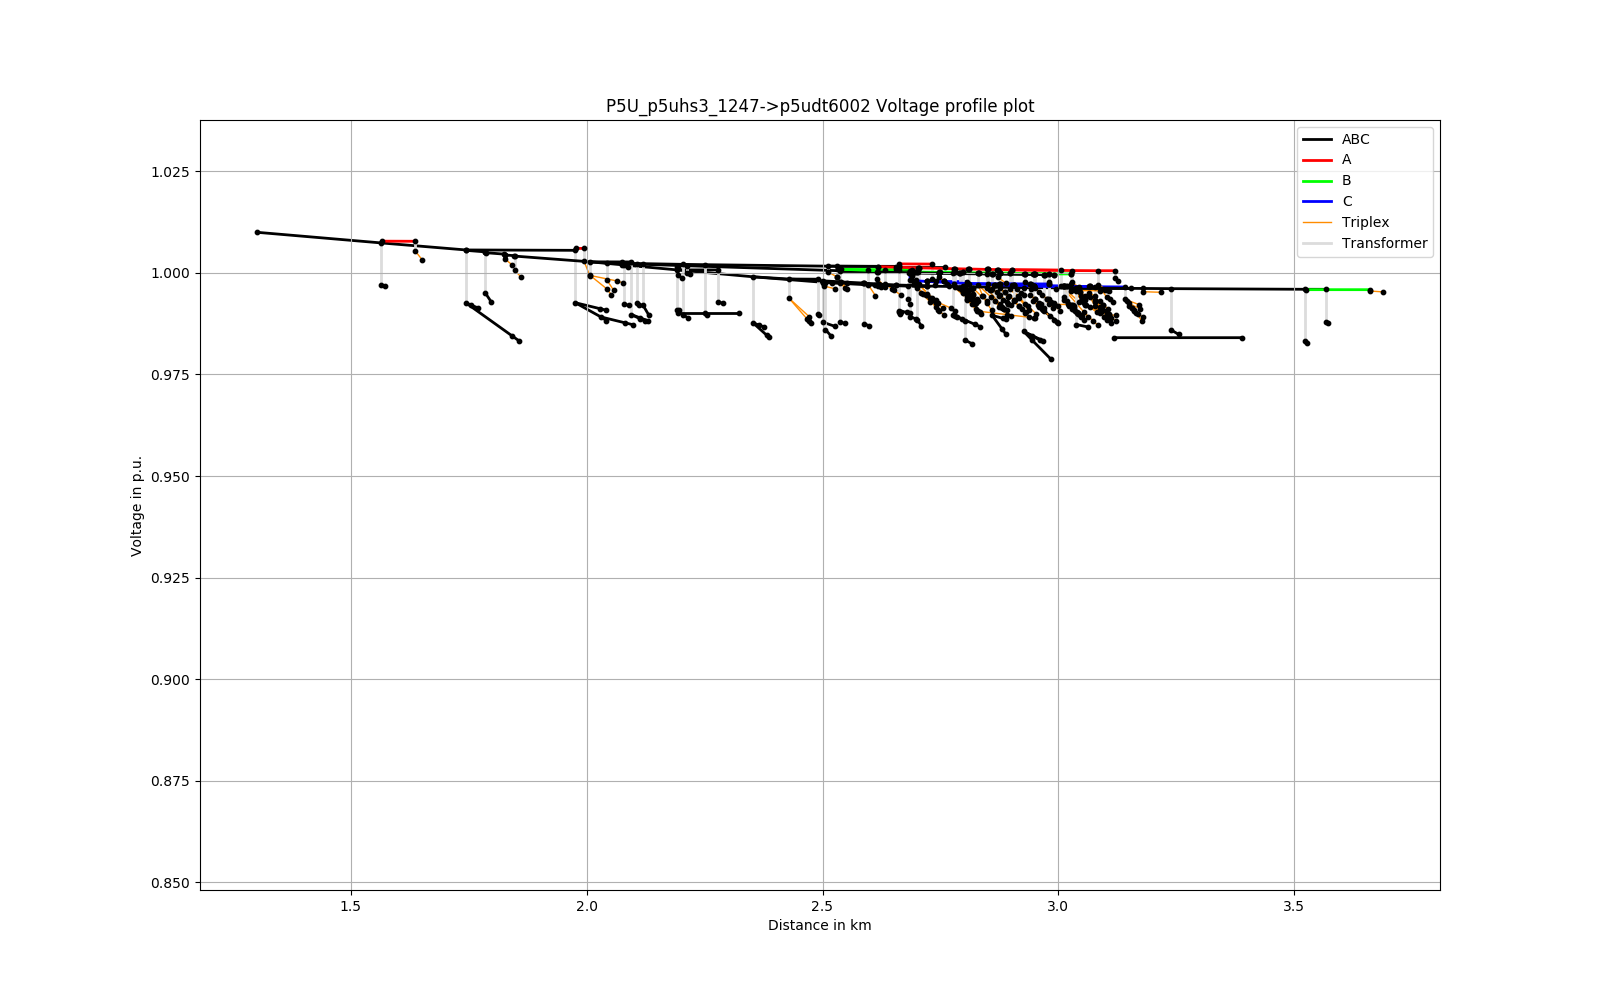 P5U_p5uhs3_1247->p5udt6002 Voltage profile plot
ABC
A
B
C
Triplex
Transformer
Voltage in p.u.
1.025
1.000
0.975
0.950
0.925
0.900
0.875
0.850
1.5 2.0 2.5 3.0 3.5
Distance in km